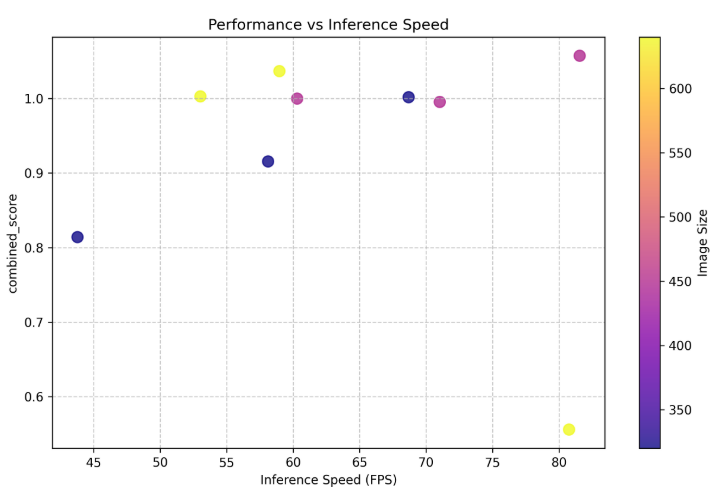 Performance vs Inference Speed
combined_score
1.0
0.9
0.8
0.7
0.6
45 50 55 60 65 70 75 80
Inference Speed (FPS)
600
550
500
450
400
350
Image Size